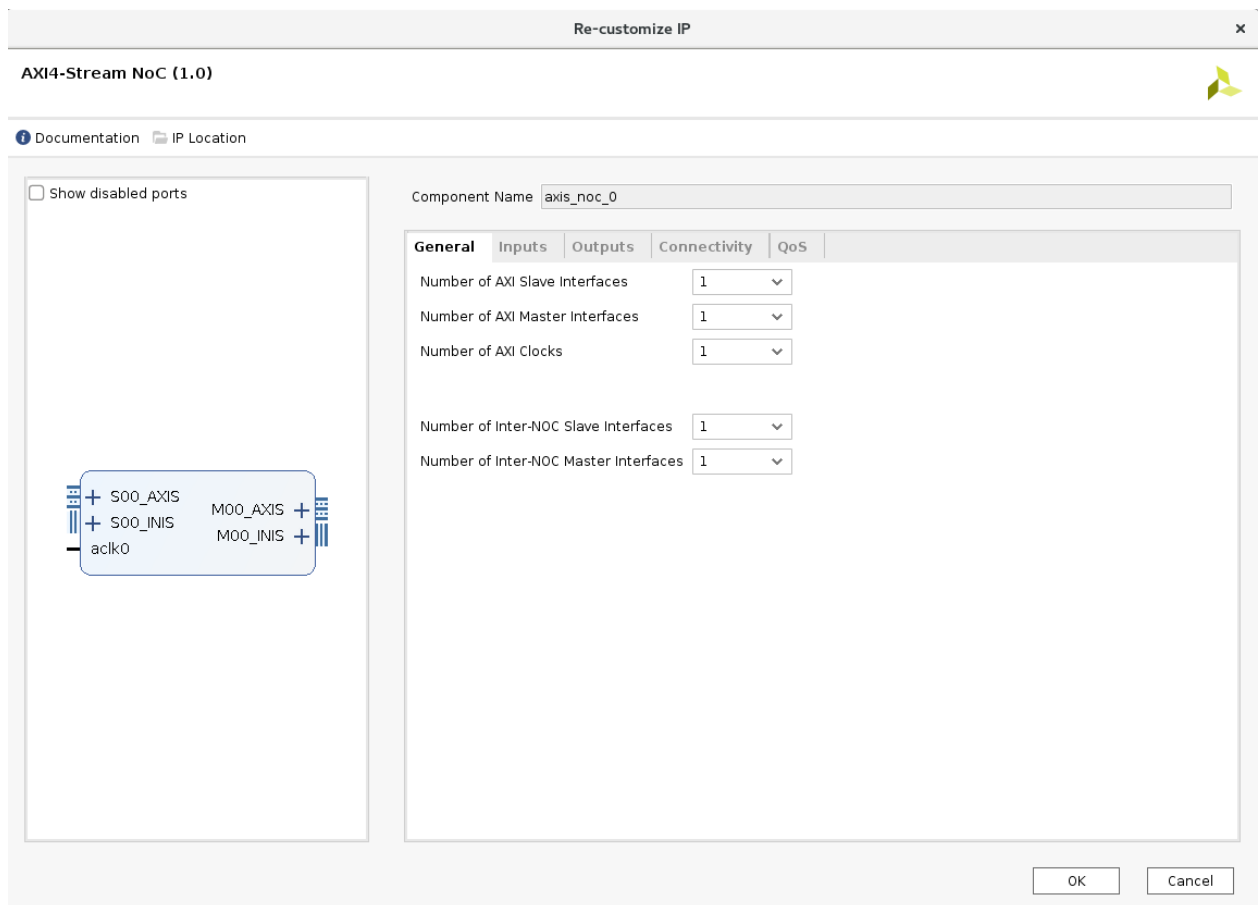 Re-customize IP ×
AXI4-Stream NoC (1.0)
Documentation IP Location
Show disabled ports
S00_AXIS
S00_INIS
aclk0
M00_AXIS
M00_INIS
Component Name axis_noc_0
General Inputs Outputs Connectivity QoS
Number of AXI Slave Interfaces 1
Number of AXI Master Interfaces 1
Number of AXI Clocks 1
Number of Inter-NOC Slave Interfaces 1
Number of Inter-NOC Master Interfaces 1
OK Cancel